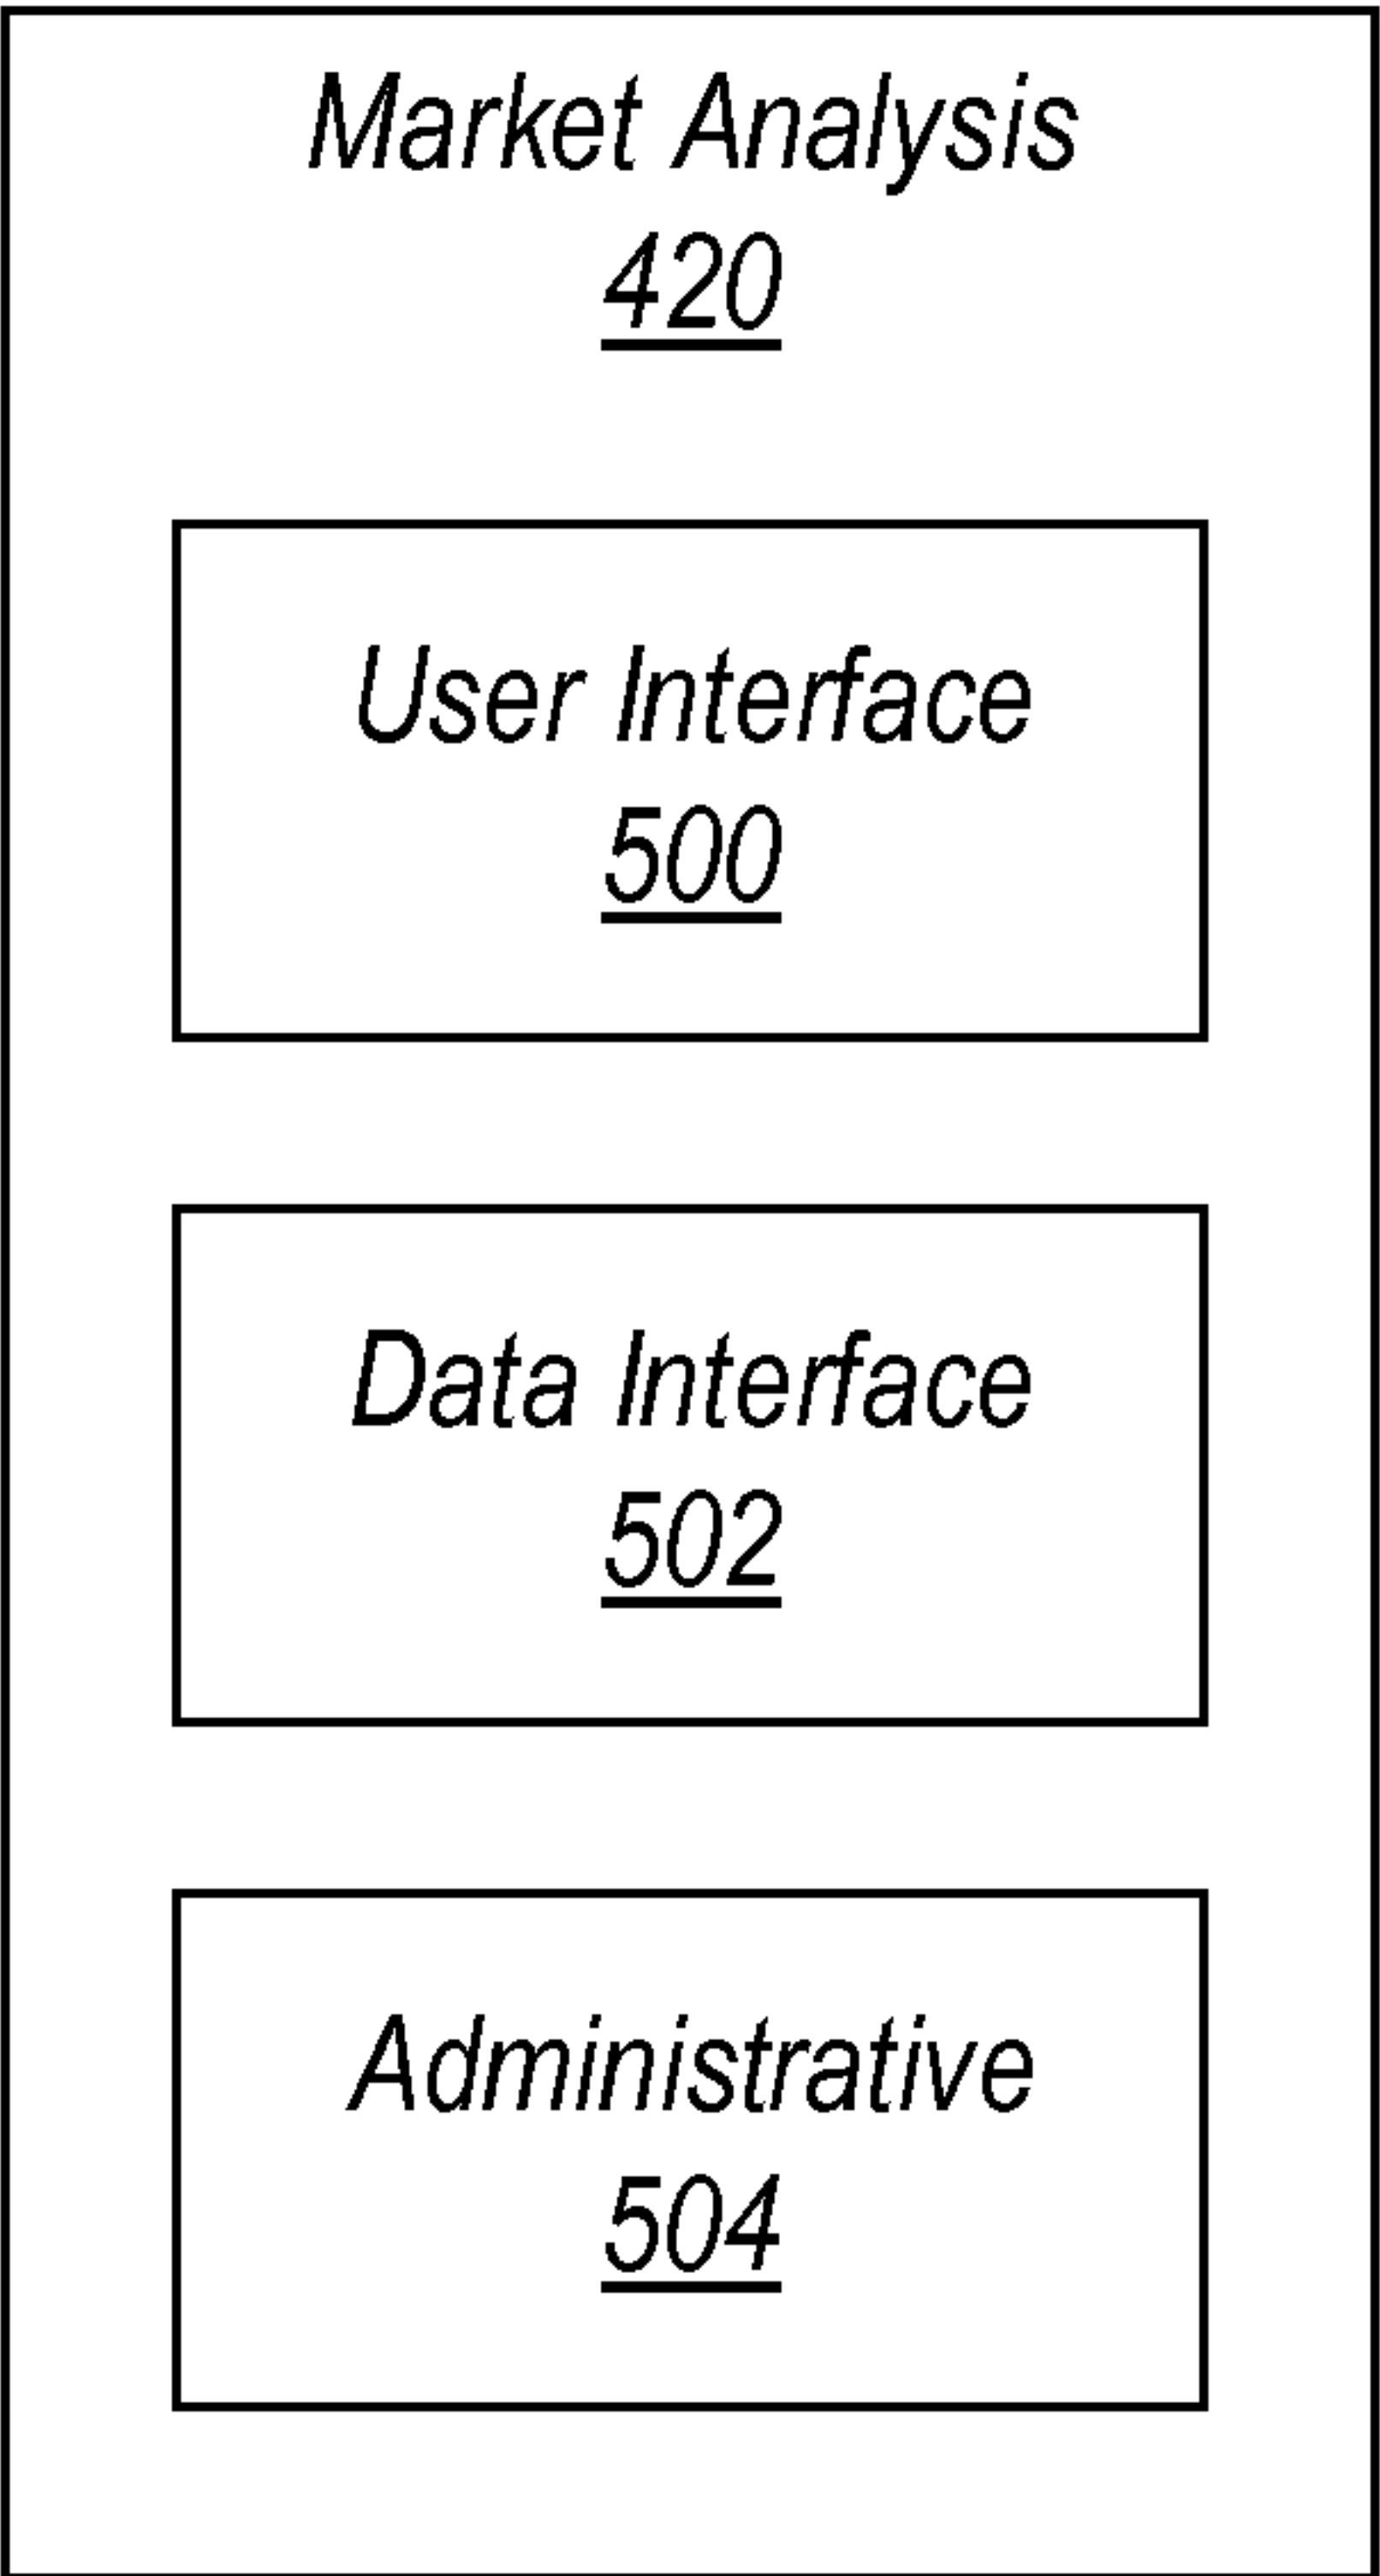 Market Analysis
420
User Interface
500
Data Interface
502
Administrative
504